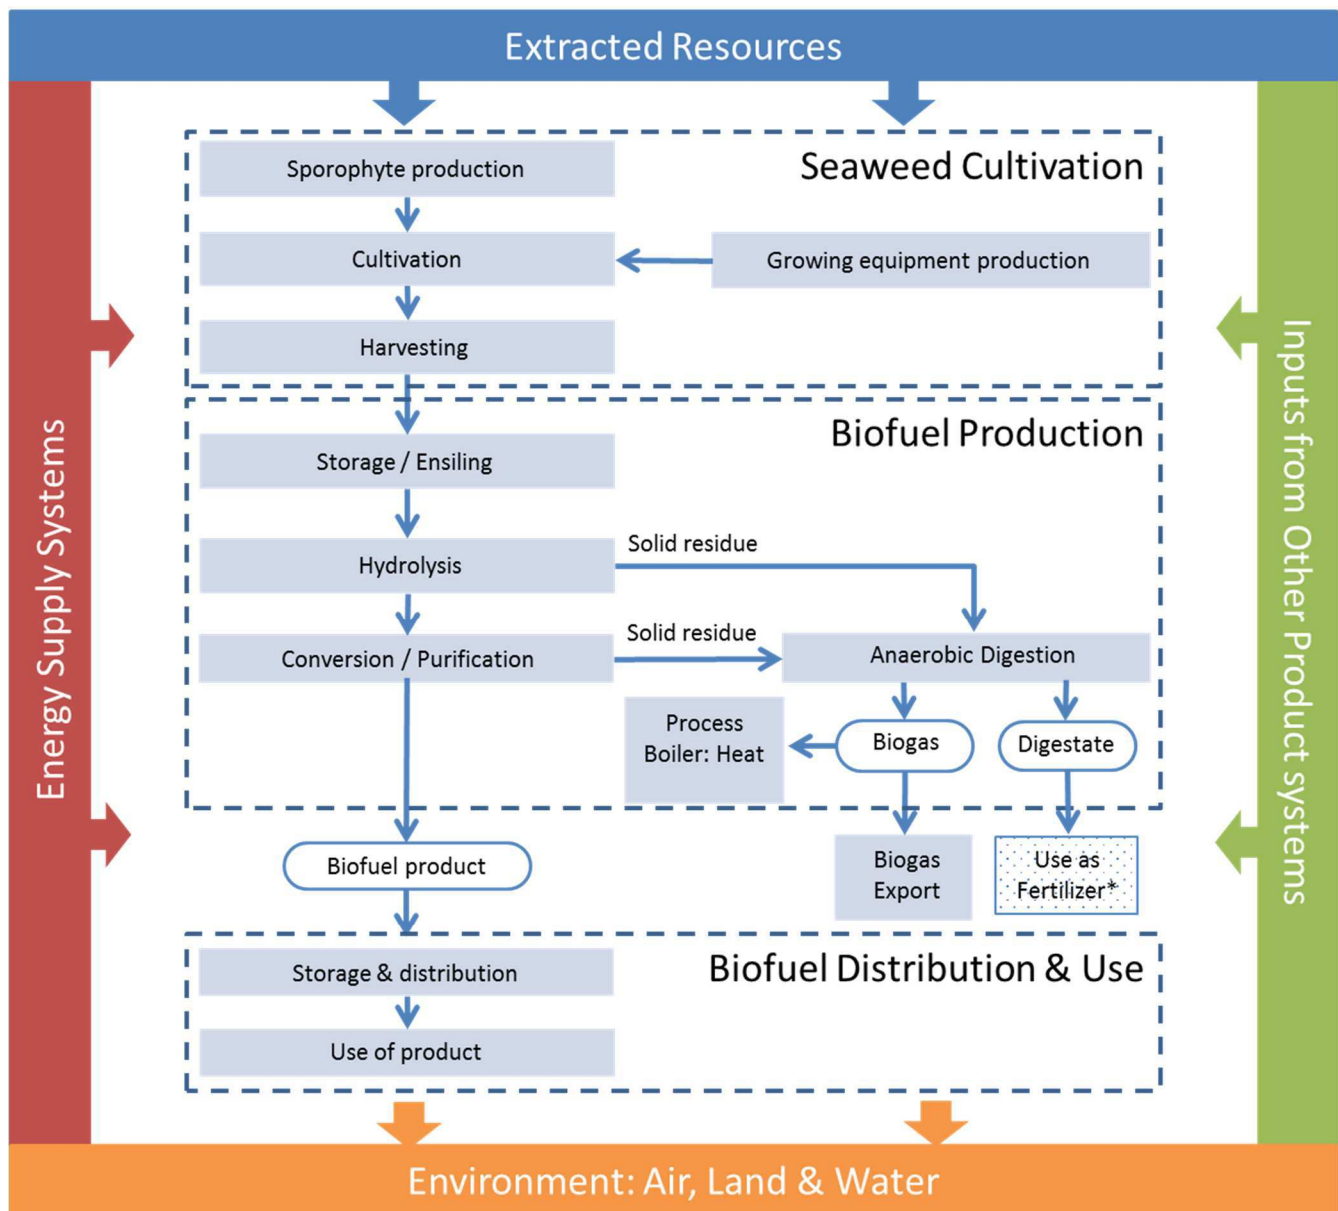 Extracted Resources
Energy Supply Systems
Inputs from Other Product systems
Seaweed Cultivation
Sporophyte production
Cultivation
Growing equipment production
Harvesting
Biofuel Production
Storage / Ensiling
Hydrolysis
Solid residue
Conversion / Purification
Solid residue
Anaerobic Digestion
Process
Boiler: Heat
Biogas
Digestate
Biofuel product
Biogas
Export
Use as
Fertilizer*
Biofuel Distribution & Use
Storage & distribution
Use of product
Environment: Air, Land & Water